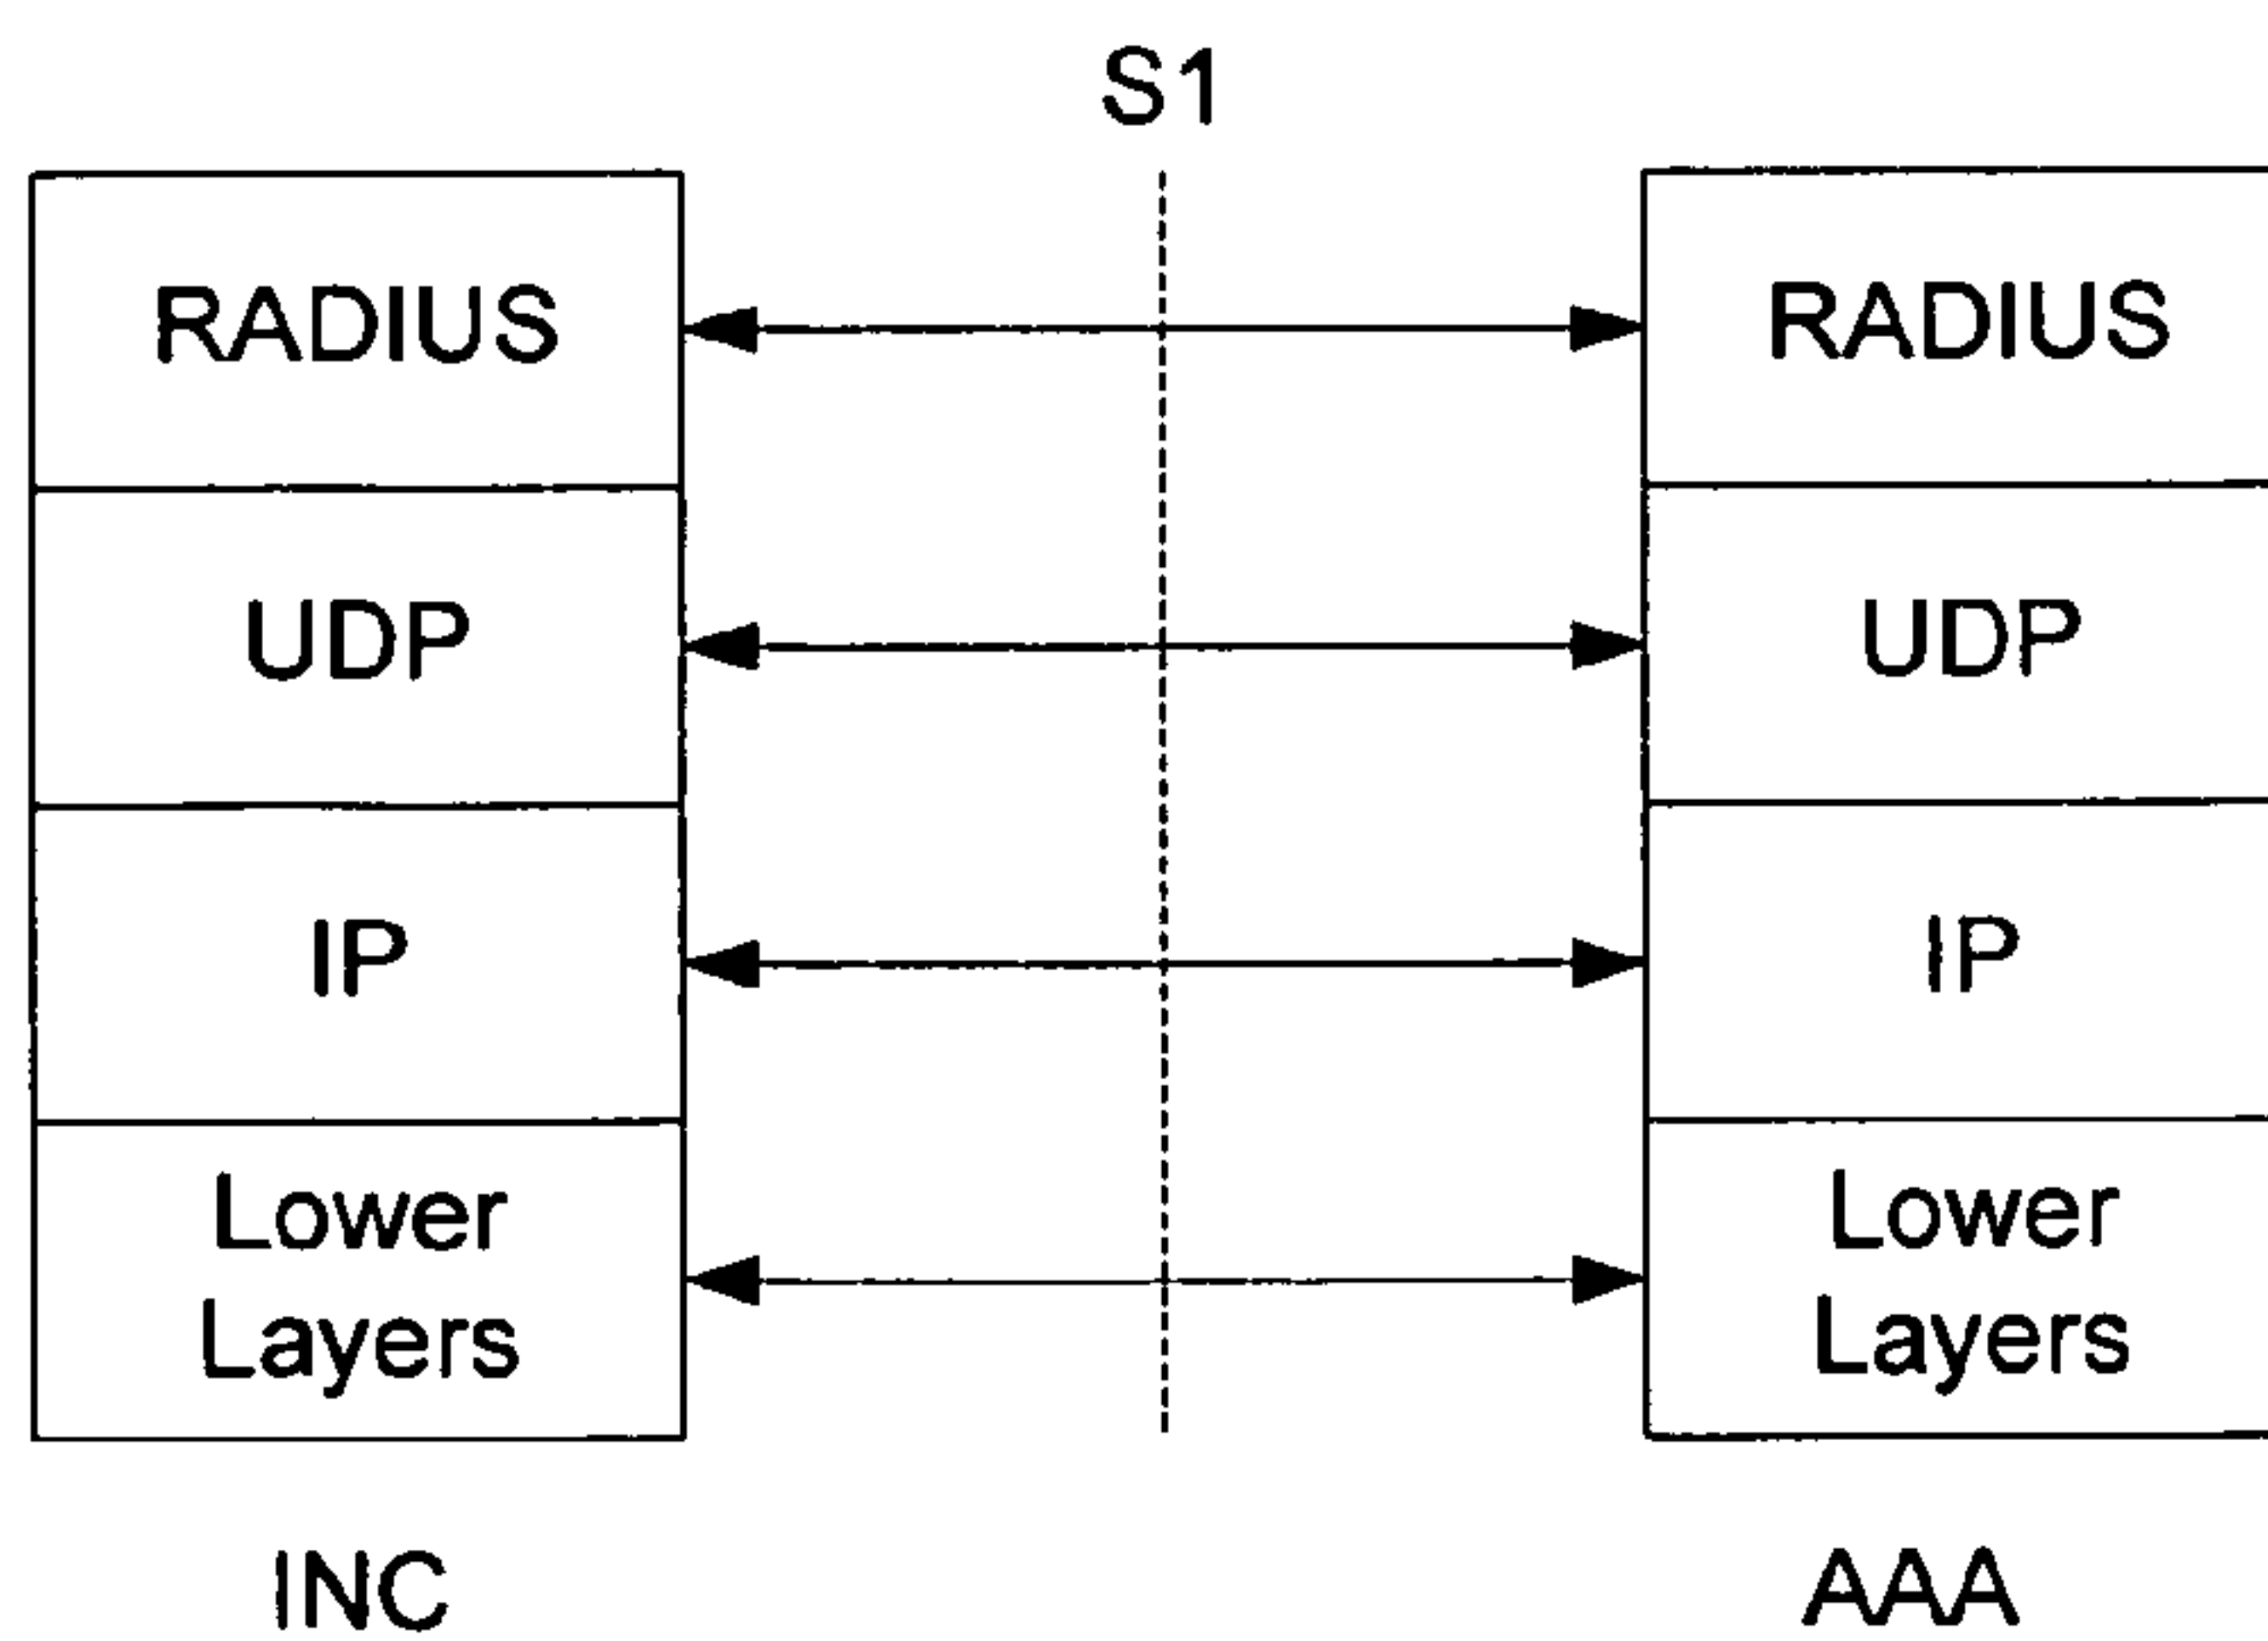 S1
RADIUS
RADIUS
UDP
UDP
IP
IP
Lower
Layers
Lower
Layers
INC
AAA